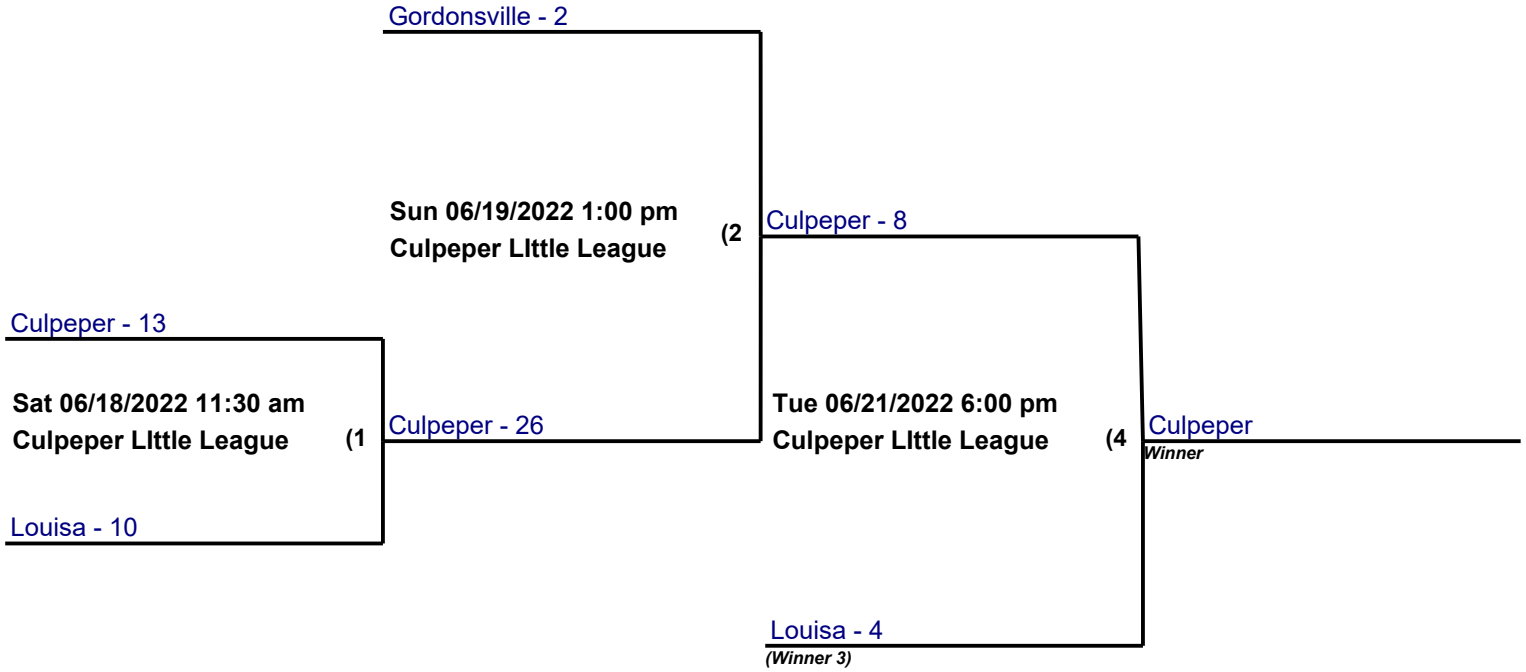 Gordonsville - 2
Sun 06/19/2022 1:00 pm
Culpeper LIttle League
(2
Culpeper - 8
Culpeper - 13
Sat 06/18/2022 11:30 am
Culpeper LIttle League
(1
Culpeper - 26
Tue 06/21/2022 6:00 pm
Culpeper LIttle League
(4
Culpeper
Winner
Louisa - 10
Louisa - 4
(Winner 3)